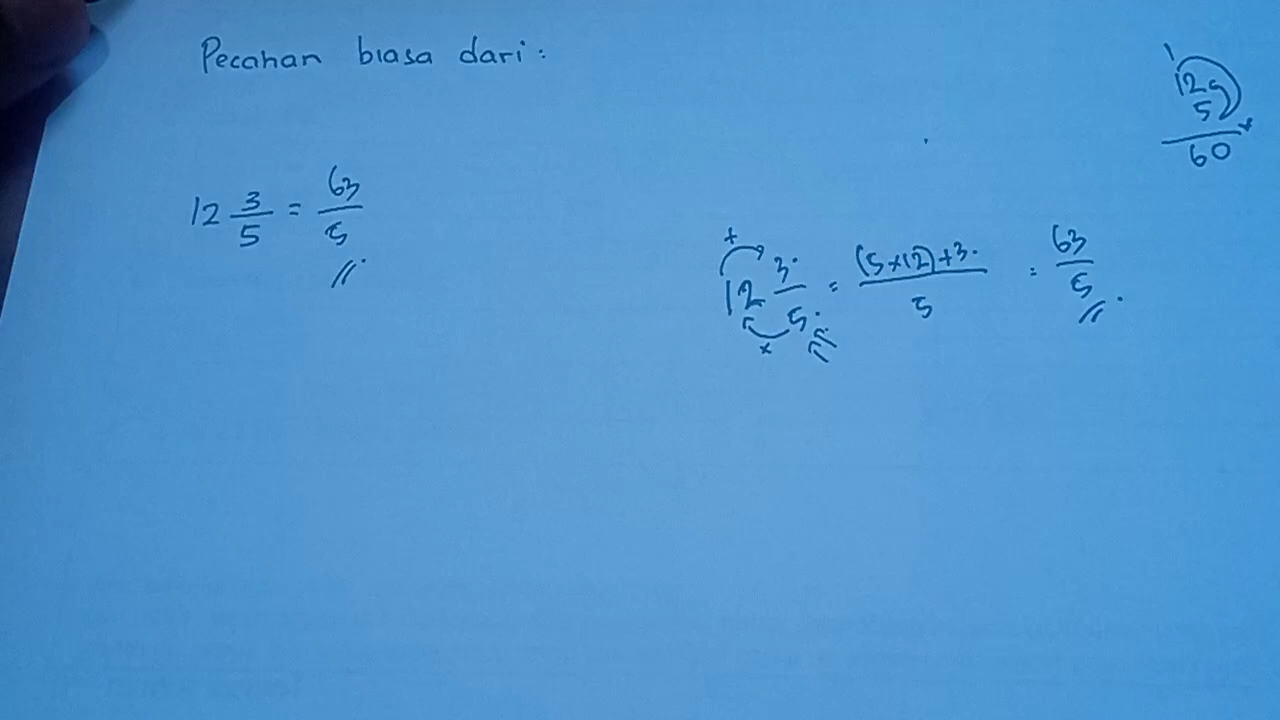 Pecahan biasa dari :
12 3/5 = 63/5
1
12
5 ×
60
+
12 3/5 = (5×12)+3/5 = 63/5
×